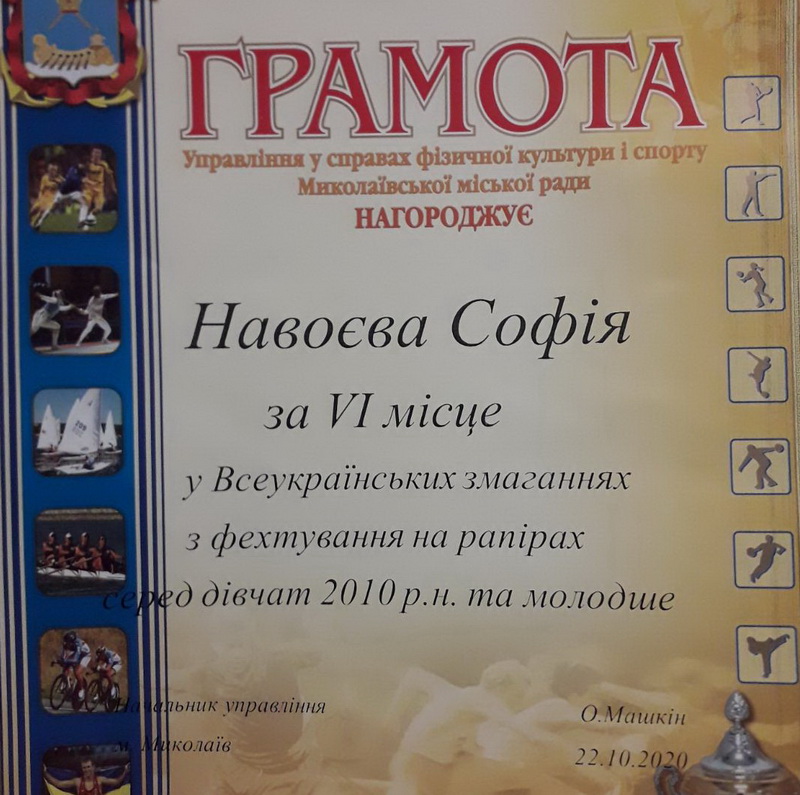 ГРАМОТА
Управління у справах фізичної культури і спорту
Миколаївської міської ради
НАГОРОДЖУЄ
Навоєва Софія
за VI місце
у Всеукраїнських змаганнях
з фехтування на рапірах
серед дівчат 2010 р.н. та молодше
Начальник управління
О.Машкін
м. Миколаїв
22.10.2020